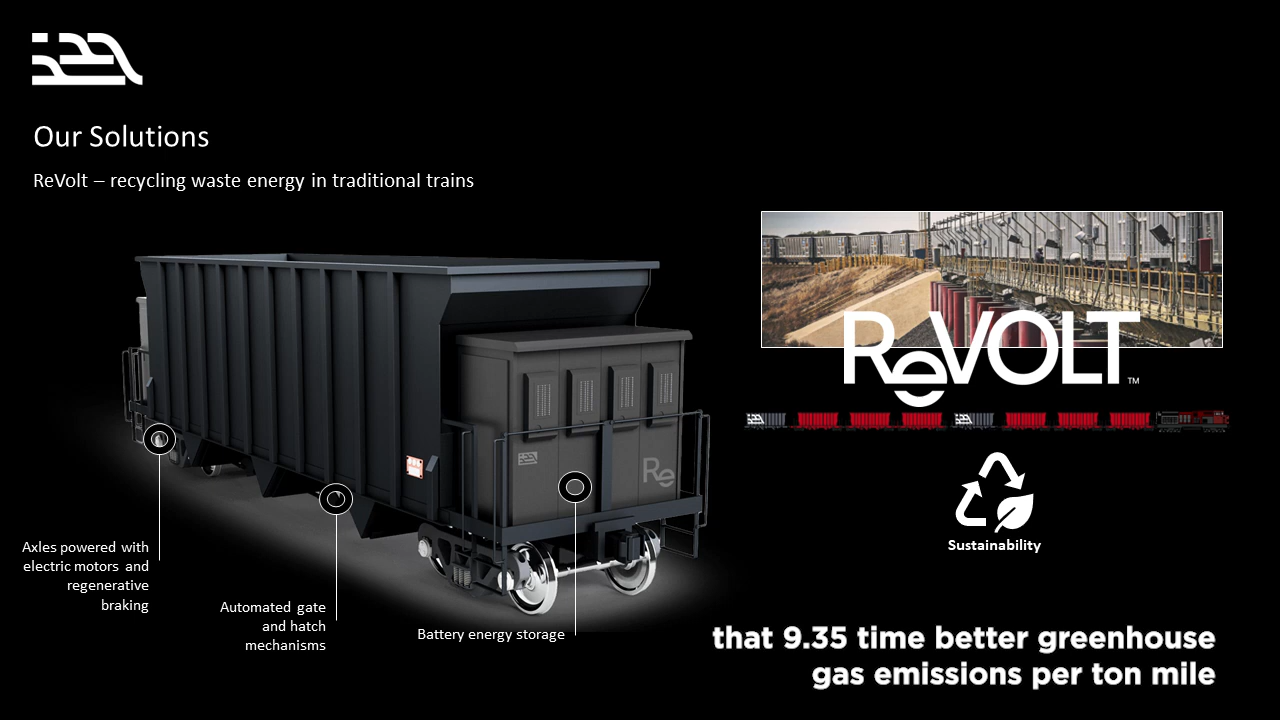 Our Solutions
ReVolt – recycling waste energy in traditional trains
ReVOLT™
Re
Sustainability
Axles powered with
electric motors and
regenerative
braking
Automated gate
and hatch
mechanisms
Battery energy storage
that 9.35 time better greenhouse
gas emissions per ton mile